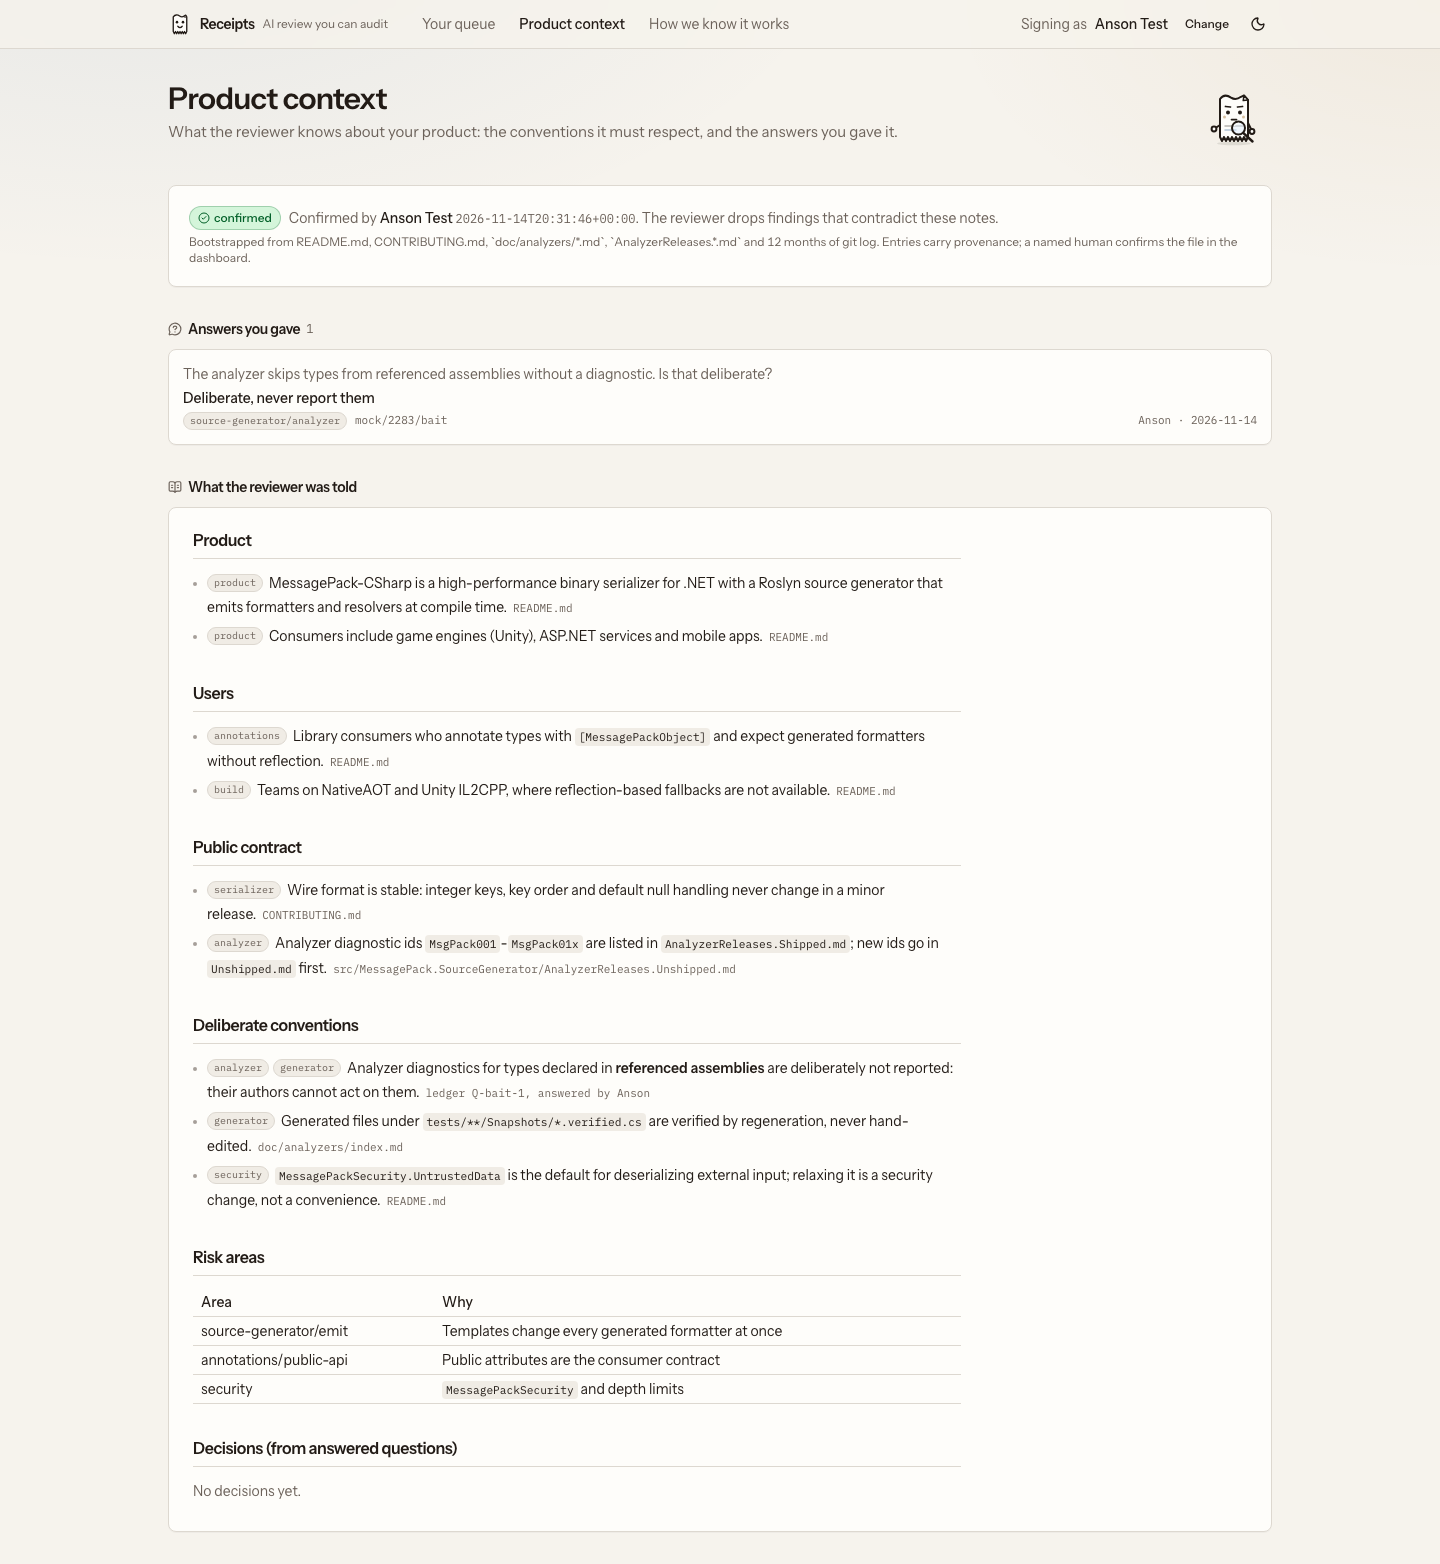 Receipts AI review you can audit Your queue Product context How we know it works Signing as Anson Test Change
Product context
What the reviewer knows about your product: the conventions it must respect, and the answers you gave it.
confirmed Confirmed by Anson Test 2026-11-14T20:31:46+00:00. The reviewer drops findings that contradict these notes.
Bootstrapped from README.md, CONTRIBUTING.md, `doc/analyzers/*.md`, `AnalyzerReleases.*.md` and 12 months of git log. Entries carry provenance; a named human confirms the file in the
dashboard.
Answers you gave 1
The analyzer skips types from referenced assemblies without a diagnostic. Is that deliberate?
Deliberate, never report them
source-generator/analyzer mock/2283/bait Anson · 2026-11-14
What the reviewer was told
Product
product MessagePack-CSharp is a high-performance binary serializer for .NET with a Roslyn source generator that
emits formatters and resolvers at compile time. README.md
product Consumers include game engines (Unity), ASP.NET services and mobile apps. README.md
Users
annotations Library consumers who annotate types with [MessagePackObject] and expect generated formatters
without reflection. README.md
build Teams on NativeAOT and Unity IL2CPP, where reflection-based fallbacks are not available. README.md
Public contract
serializer Wire format is stable: integer keys, key order and default null handling never change in a minor
release. CONTRIBUTING.md
analyzer Analyzer diagnostic ids MsgPack001-MsgPack01x are listed in AnalyzerReleases.Shipped.md; new ids go in
Unshipped.md first. src/MessagePack.SourceGenerator/AnalyzerReleases.Unshipped.md
Deliberate conventions
analyzer generator Analyzer diagnostics for types declared in referenced assemblies are deliberately not reported:
their authors cannot act on them. ledger Q-bait-1, answered by Anson
generator Generated files under tests/**/Snapshots/*.verified.cs are verified by regeneration, never hand-
edited. doc/analyzers/index.md
security MessagePackSecurity.UntrustedData is the default for deserializing external input; relaxing it is a security
change, not a convenience. README.md
Risk areas
Area Why
source-generator/emit Templates change every generated formatter at once
annotations/public-api Public attributes are the consumer contract
security MessagePackSecurity and depth limits
Decisions (from answered questions)
No decisions yet.